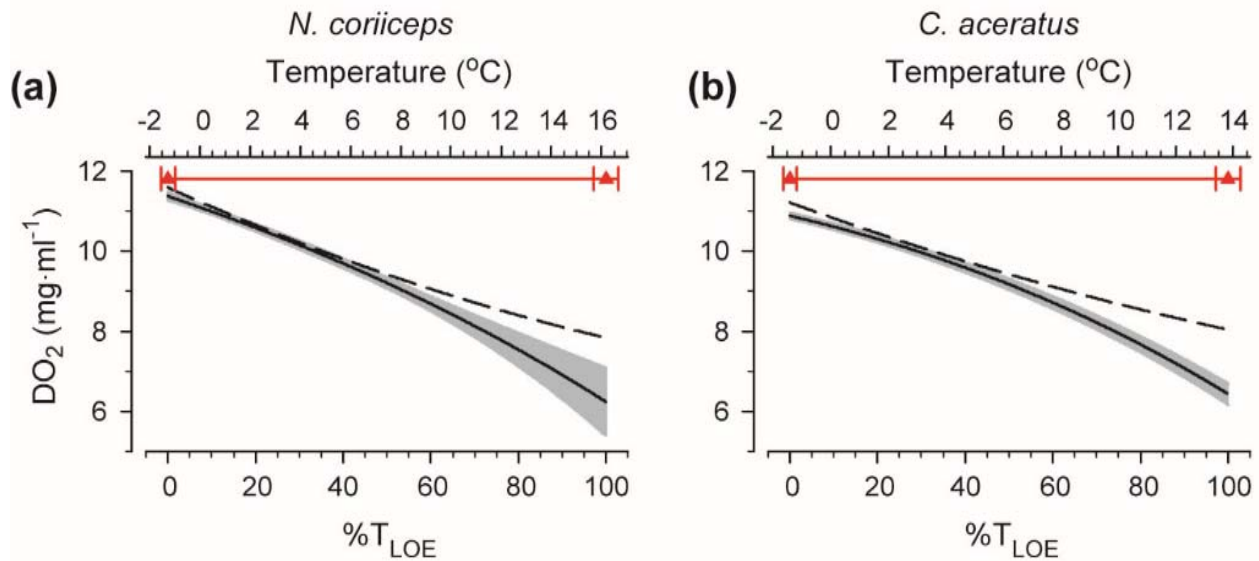 N. coriiceps
(a)
Temperature (°C)
-2 0 2 4 6 8 10 12 14 16
12
10
8
6
DO₂ (mg·ml⁻¹)
0 20 40 60 80 100
%T_LOE
C. aceratus
(b)
Temperature (°C)
-2 0 2 4 6 8 10 12 14
12
10
8
6
0 20 40 60 80 100
%T_LOE